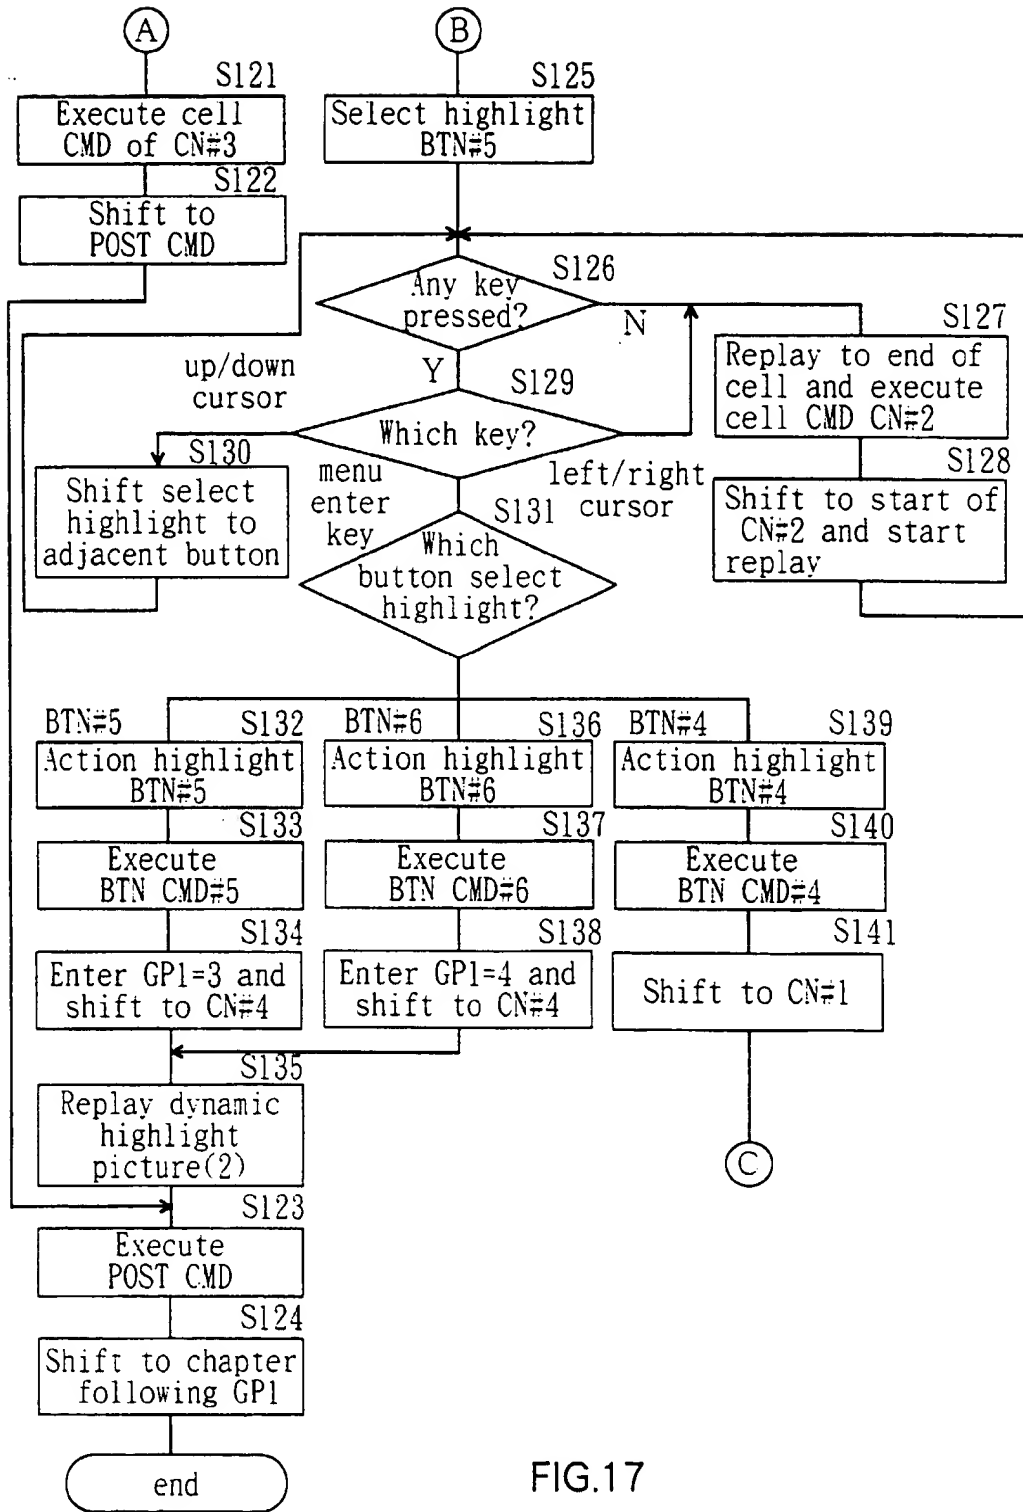 A
B
S121
Execute cell
CMD of CN#3
S122
Shift to
POST CMD
S125
Select highlight
BTN#5
S126
Any key
pressed?
N
Y
S127
Replay to end of
cell and execute
cell CMD CN#2
S128
Shift to start of
CN#2 and start
replay
up/down
cursor
S129
Which key?
S130
Shift select
highlight to
adjacent button
menu
enter
key
left/right
cursor
S131
Which
button select
highlight?
BTN#5
S132
Action highlight
BTN#5
S133
Execute
BTN CMD#5
S134
Enter GP1=3 and
shift to CN#4
BTN#6
S136
Action highlight
BTN#6
S137
Execute
BTN CMD#6
S138
Enter GP1=4 and
shift to CN#4
BTN#4
S139
Action highlight
BTN#4
S140
Execute
BTN CMD#4
S141
Shift to CN#1
C
S135
Replay dynamic
highlight
picture(2)
S123
Execute
POST CMD
S124
Shift to chapter
following GP1
end
FIG.17